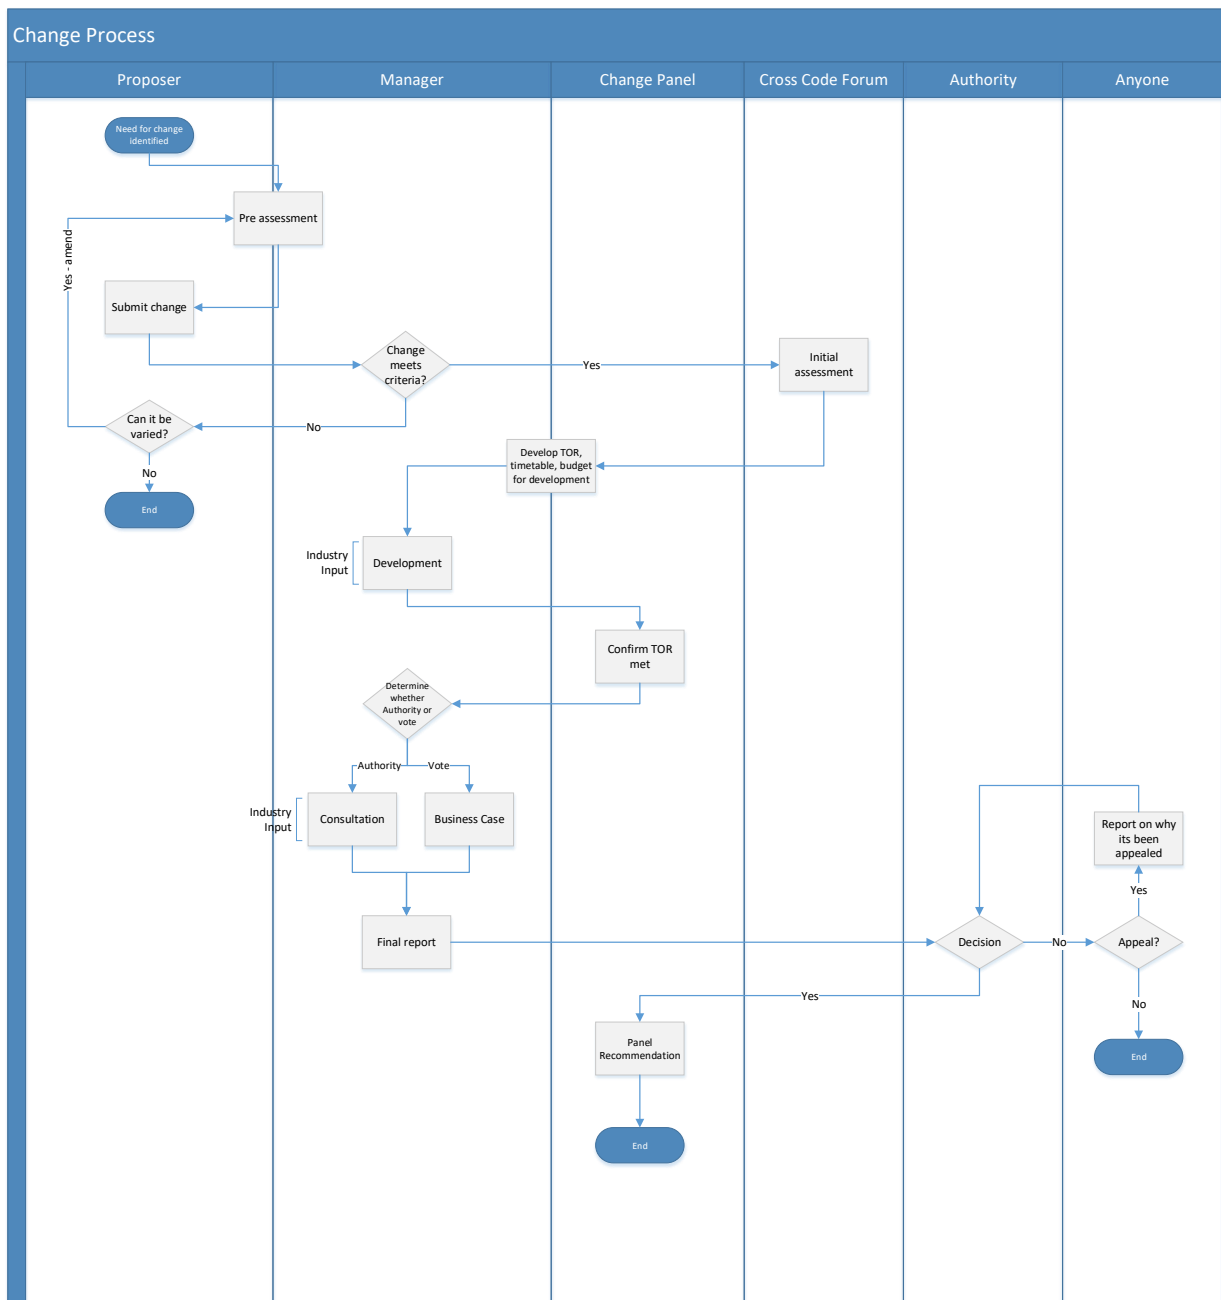 Change Process
Proposer
Manager
Change Panel
Cross Code Forum
Authority
Anyone
Need for change
identified
Pre assessment
Yes - amend
Submit change
Change
meets
criteria?
Yes
Initial
assessment
Can it be
varied?
No
No
End
Develop TOR,
timetable, budget
for development
Industry
Input
Development
Confirm TOR
met
Determine
whether
Authority or
vote
Authority
Vote
Industry
Input
Consultation
Business Case
Report on why
its been
appealed
Yes
Final report
Decision
No
Appeal?
Yes
No
Panel
Recommendation
End
End